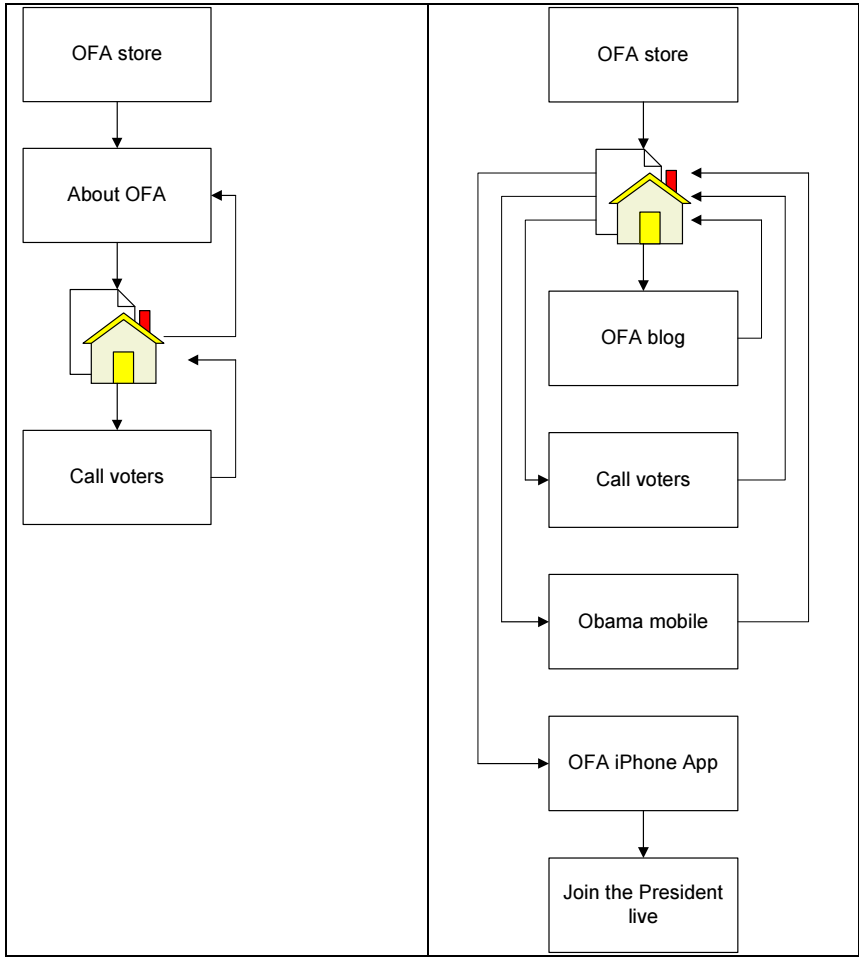 OFA store
About OFA
Call voters
OFA store
OFA blog
Call voters
Obama mobile
OFA iPhone App
Join the President
live